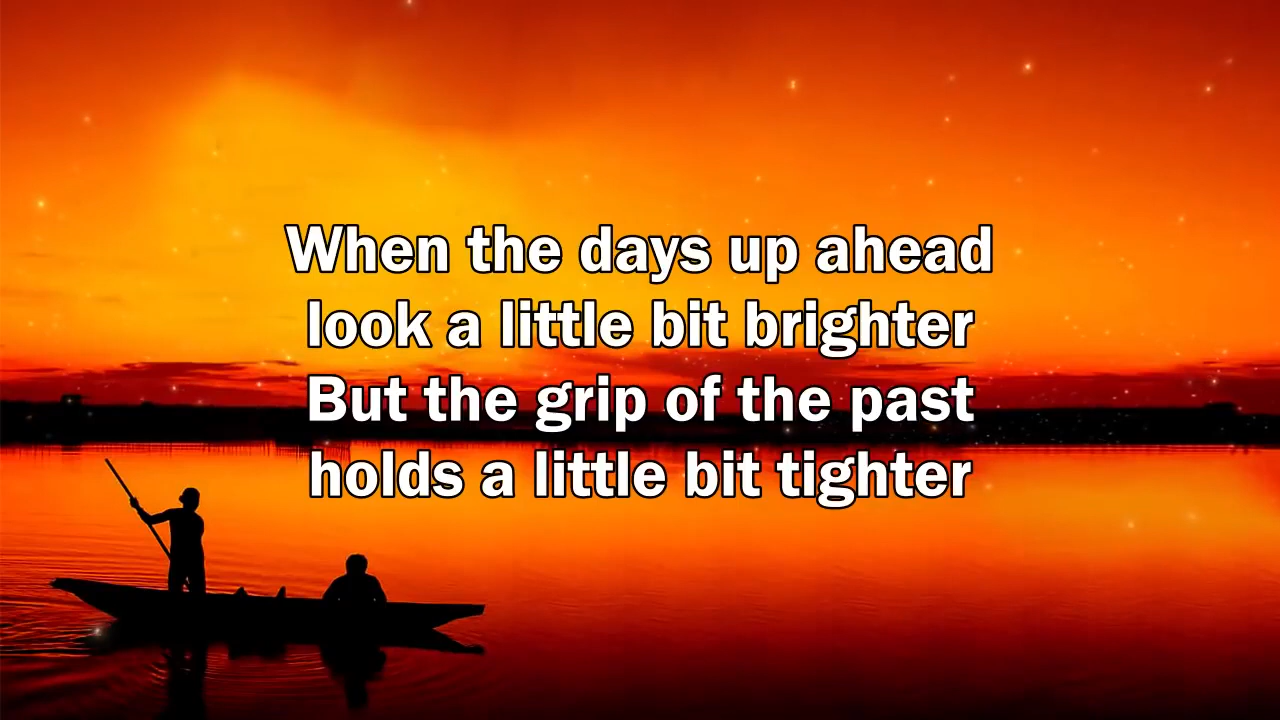 When the days up ahead
look a little bit brighter
But the grip of the past
holds a little bit tighter